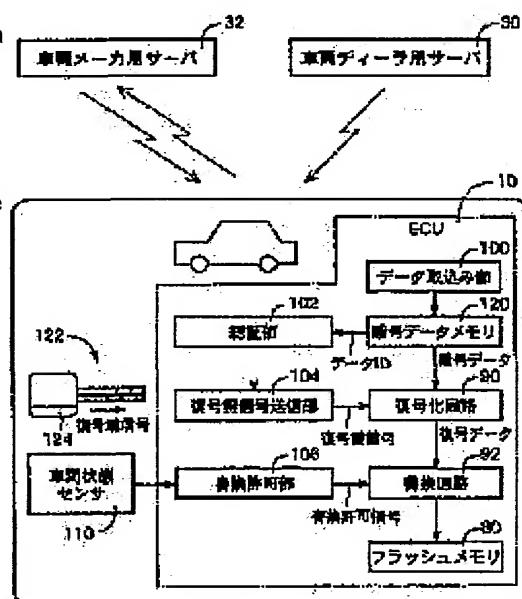 32
車両メーカ用サーバ
30
車両ディーラ用サーバ
10
ECU
100
データ取込み部
102
120
暗号データメモリ
データID
暗号データ
122
124
復号鍵信号
104
復号鍵信号送信部
復号鍵信号
90
復号化回路
復号データ
車両状態
センサ
110
106
書換許可部
書換許可信号
92
書換回路
80
フラッシュメモリ